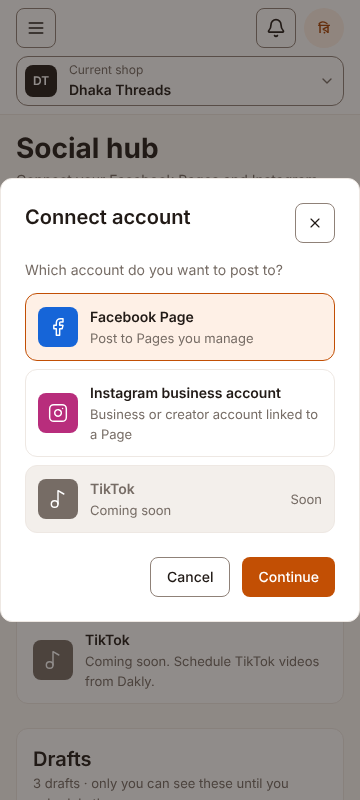 রি
Current shop
DT
Dhaka Threads
Social hub
Connect account
Which account do you want to post to?
Facebook Page
Post to Pages you manage
Instagram business account
Business or creator account linked to
a Page
TikTok
Coming soon
Soon
Cancel
Continue
TikTok
Coming soon. Schedule TikTok videos
from Dakly.
Drafts
3 drafts · only you can see these until you